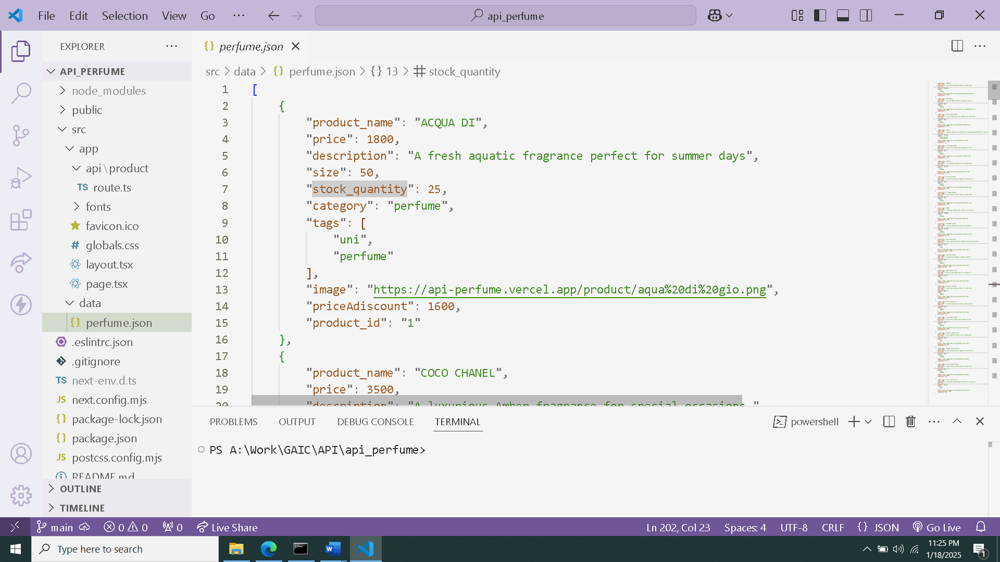 File Edit Selection View Go ···
api_perfume
EXPLORER ···
API_PERFUME
node_modules
public
src
app
api\product
TS route.ts
fonts
favicon.ico
# globals.css
layout.tsx
page.tsx
data
{} perfume.json
.eslintrc.json
.gitignore
TS next-env.d.ts
JS next.config.mjs
{} package-lock.json
{} package.json
JS postcss.config.mjs
README.md
OUTLINE
TIMELINE
{} perfume.json
src > data > {} perfume.json > {} 13 > # stock_quantity
1 [
2 {
3 "product_name": "ACQUA DI",
4 "price": 1800,
5 "description": "A fresh aquatic fragrance perfect for summer days",
6 "size": 50,
7 "stock_quantity": 25,
8 "category": "perfume",
9 "tags": [
10 "uni",
11 "perfume"
12 ],
13 "image": "https://api-perfume.vercel.app/product/aqua%20di%20gio.png",
14 "priceAdiscount": 1600,
15 "product_id": "1"
16 },
17 {
18 "product_name": "COCO CHANEL",
19 "price": 3500,
20 "description": "A luxurious Amber fragrance for special occasions."
PROBLEMS OUTPUT DEBUG CONSOLE TERMINAL
powershell
PS A:\Work\GAIC\API\api_perfume>
main 0 0 0 Live Share
Ln 202, Col 23 Spaces: 4 UTF-8 CRLF {} JSON Go Live
Type here to search
11:25 PM
1/18/2025
1